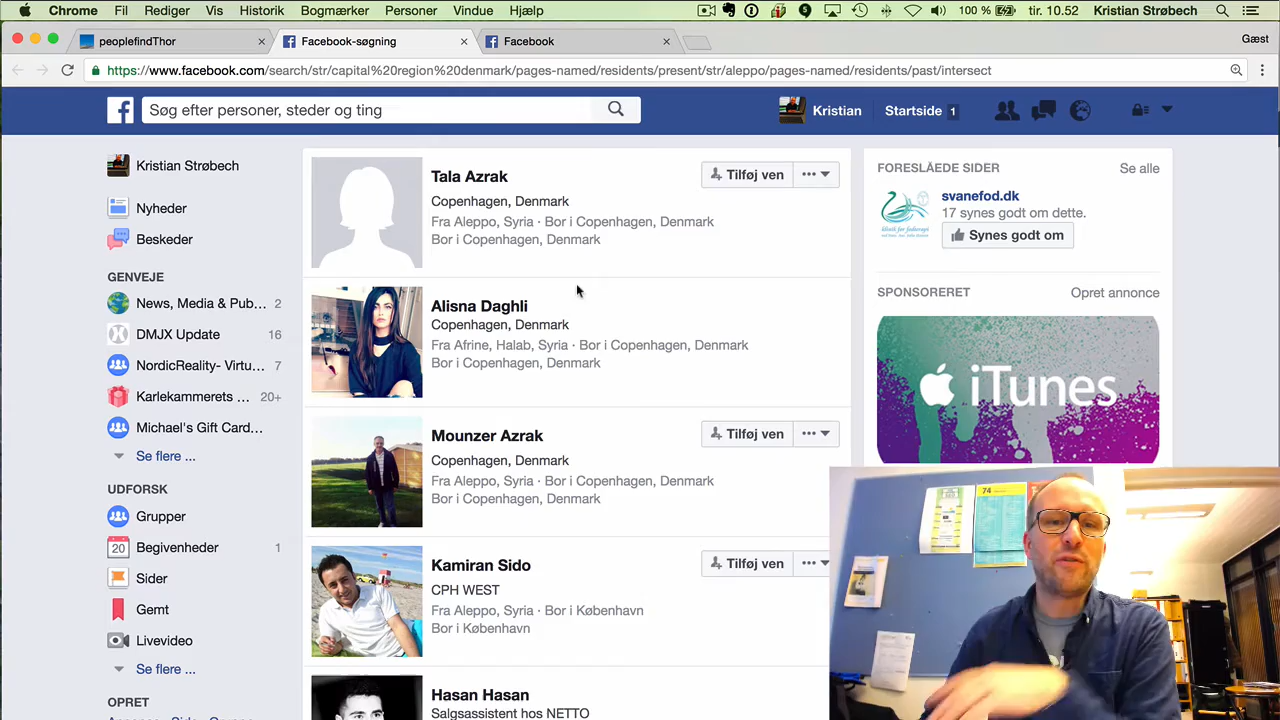 Chrome Fil Rediger Vis Historik Bogmærker Personer Vindue Hjælp 100 % tir. 10.52 Kristian Strøbech
peoplefindThor
Facebook-søgning
Facebook
Gæst
https://www.facebook.com/search/str/capital%20region%20denmark/pages-named/residents/present/str/aleppo/pages-named/residents/past/intersect
Søg efter personer, steder og ting
Kristian
Startside 1
Kristian Strøbech
Nyheder
Beskeder
GENVEJE
News, Media & Pub... 2
DMJX Update 16
NordicReality- Virtu... 7
Karlekammerets ... 20+
Michael's Gift Card...
Se flere ...
UDFORSK
Grupper
20 Begivenheder 1
Sider
Gemt
Livevideo
Se flere ...
OPRET
Tala Azrak
Tilføj ven
Copenhagen, Denmark
Fra Aleppo, Syria · Bor i Copenhagen, Denmark
Bor i Copenhagen, Denmark
Alisna Daghli
Copenhagen, Denmark
Fra Afrine, Halab, Syria · Bor i Copenhagen, Denmark
Bor i Copenhagen, Denmark
Mounzer Azrak
Tilføj ven
Copenhagen, Denmark
Fra Aleppo, Syria · Bor i Copenhagen, Denmark
Bor i Copenhagen, Denmark
Kamiran Sido
Tilføj ven
CPH WEST
Fra Aleppo, Syria · Bor i København
Bor i København
Hasan Hasan
Salgsassistent hos NETTO
FORESLÅEDE SIDER
Se alle
svanefod.dk
17 synes godt om dette.
Synes godt om
SPONSORERET
Opret annonce
iTunes
74